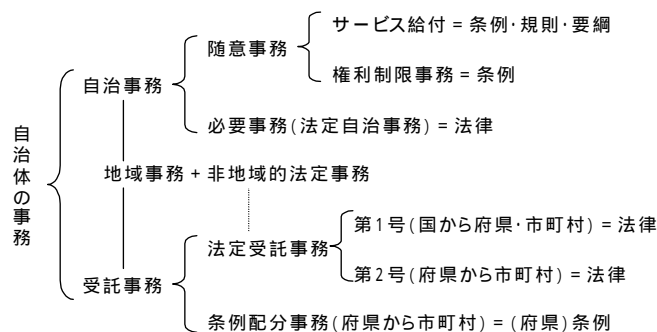 自治体の事務
自治事務
随意事務
サービス給付＝条例・規則・要綱
権利制限事務＝条例
必要事務(法定自治事務)＝法律
地域事務＋非地域的法定事務
受託事務
法定受託事務
第1号(国から府県・市町村)＝法律
第2号(府県から市町村)＝法律
条例配分事務(府県から市町村)＝(府県)条例